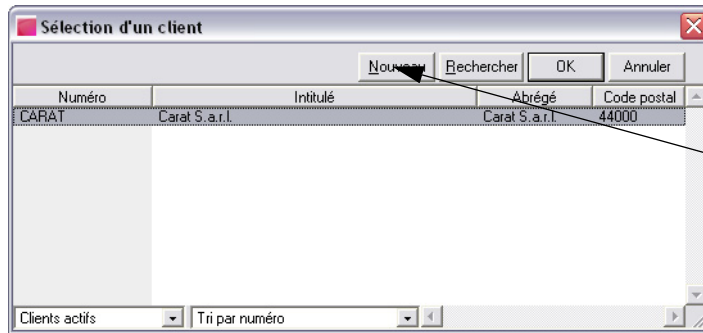 Sélection d'un client
Nouveau Rechercher OK Annuler
Numéro Intitulé Abrégé Code postal
CARAT Carat S.a.r.l. Carat S.a.r.l. 44000
Clients actifs Tri par numéro